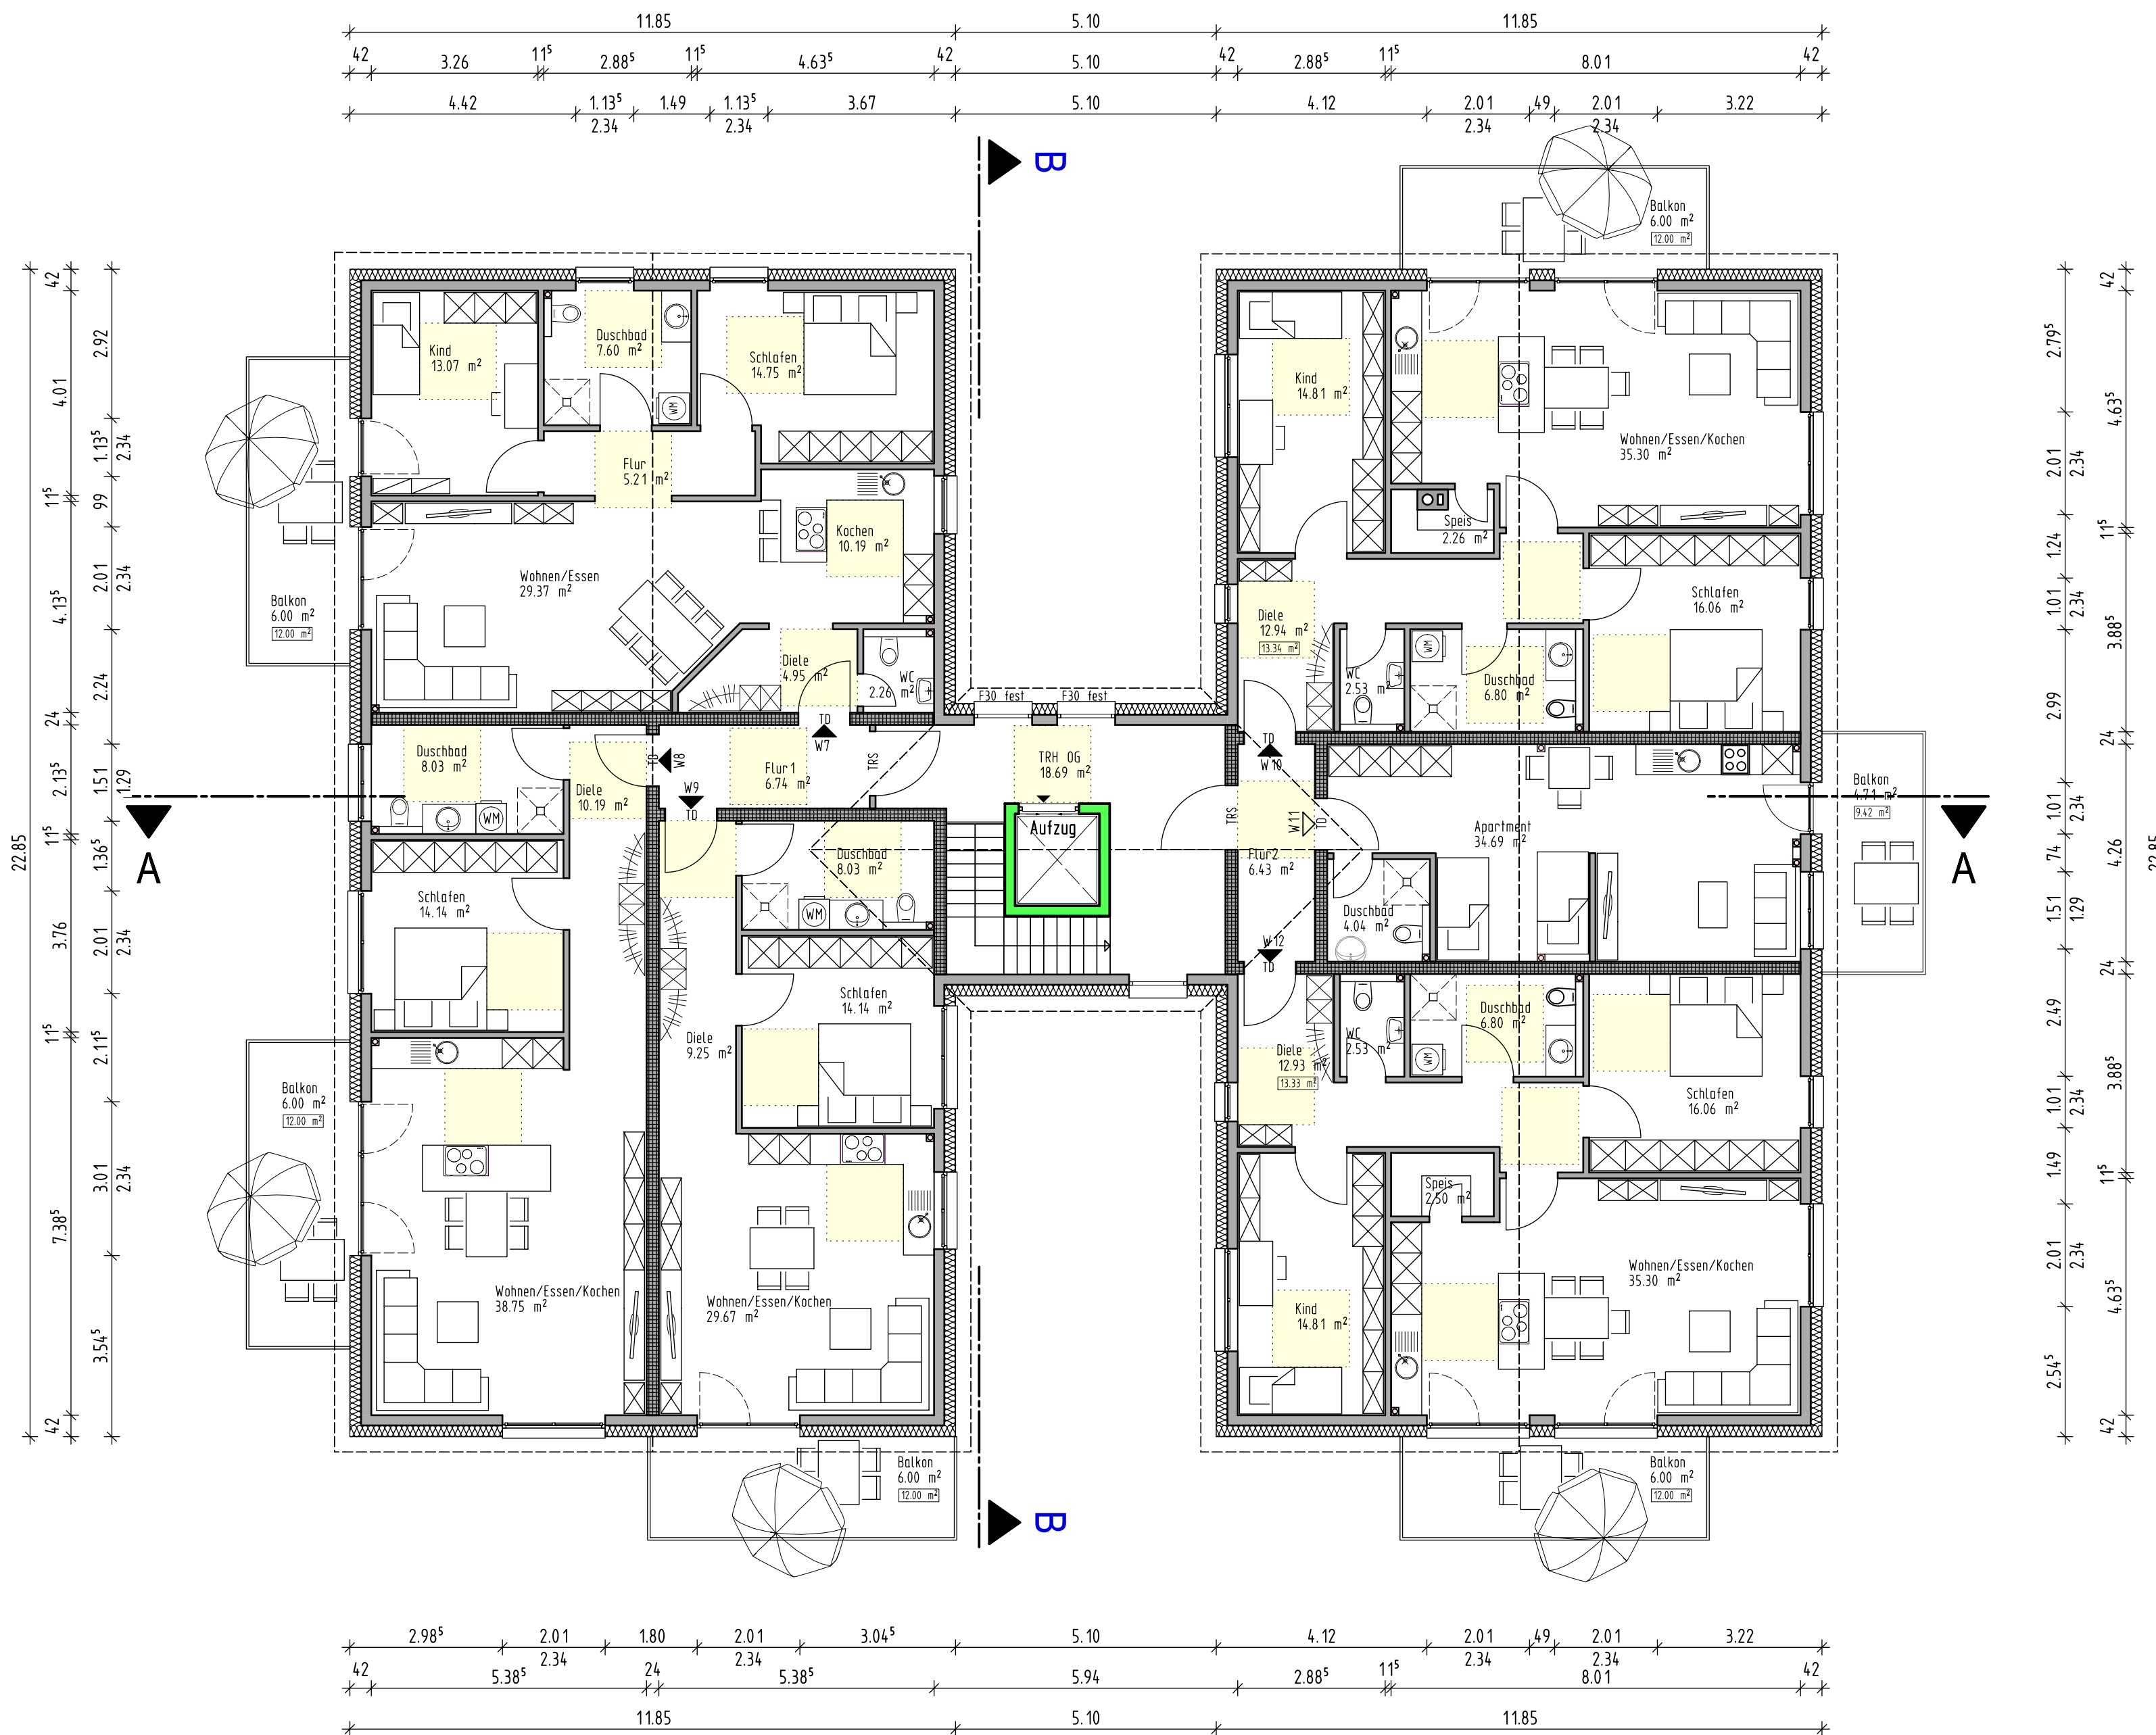 11.85 5.10 11.85
42 3.26 11⁵ 2.88⁵ 11⁵ 4.63⁵ 42 5.10 42 2.88⁵ 11⁵ 8.01 42
4.42 1.13⁵ 1.49 1.13⁵ 3.67 5.10 4.12 2.01 49 2.01 3.22
2.34 2.34 2.34 2.34
B
Balkon
6.00 m²
12.00 m²
22.85
42
4.01
11⁵
4.13⁵
24
2.13⁵
11⁵
3.76
11⁵
7.38⁵
42
2.92
1.13⁵
2.34
99
2.01
2.34
2.24
1.51
1.29
1.36⁵
2.01
2.34
2.11⁵
3.01
2.34
3.54⁵
Kind
13.07 m²
Duschbad
7.60 m²
WM
Schlafen
14.75 m²
Flur
5.21 m²
Kochen
10.19 m²
Wohnen/Essen
29.37 m²
Balkon
6.00 m²
12.00 m²
Diele
4.95 m²
WC
2.26 m²
TD
W7
Kind
14.81 m²
Wohnen/Essen/Kochen
35.30 m²
Speis
2.26 m²
Diele
12.94 m²
13.34 m²
WC
2.53 m²
WM
Duschbad
6.80 m²
Schlafen
16.06 m²
F30 fest
F30 fest
TD
W10
A
Duschbad
8.03 m²
WM
Diele
10.19 m²
TD
W8
Flur1
6.74 m²
TRS
W9
TD
TRH OG
18.69 m²
Aufzug
TRS
Flur2
6.43 m²
W11
TD
Apartment
34.69 m²
Balkon
4.71 m²
9.42 m²
A
Duschbad
4.04 m²
Duschbad
8.03 m²
WM
Schlafen
14.14 m²
Schlafen
14.14 m²
Diele
9.25 m²
W12
TD
Diele
12.93 m²
13.33 m²
WC
2.53 m²
Duschbad
6.80 m²
WM
Schlafen
16.06 m²
Balkon
6.00 m²
12.00 m²
Wohnen/Essen/Kochen
38.75 m²
Wohnen/Essen/Kochen
29.67 m²
Speis
2.50 m²
Kind
14.81 m²
Wohnen/Essen/Kochen
35.30 m²
Balkon
6.00 m²
12.00 m²
Balkon
6.00 m²
12.00 m²
B
2.79⁵
2.01
2.34
1.24
1.01
2.34
2.99
1.01
2.34
74
1.51
1.29
2.49
1.01
2.34
1.49
2.01
2.34
2.54⁵
42
4.63⁵
11⁵
3.88⁵
24
4.26
24
3.88⁵
11⁵
4.63⁵
42
22.85
2.98⁵ 2.01 1.80 2.01 3.04⁵ 5.10 4.12 2.01 49 2.01 3.22
2.34 2.34 2.34 2.34
42 5.38⁵ 24 5.38⁵ 5.94 2.88⁵ 11⁵ 8.01 42
11.85 5.10 11.85